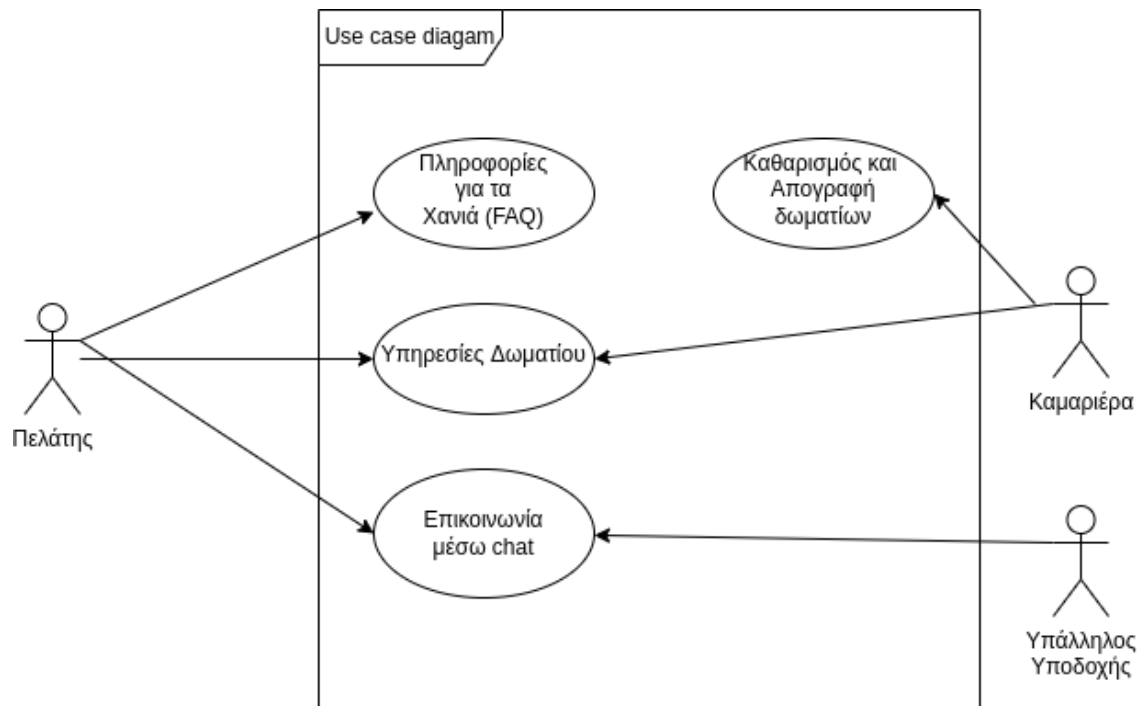 Use case diagam
Πληροφορίες
για τα
Χανιά (FAQ)
Καθαρισμός και
Απογραφή
δωματίων
Υπηρεσίες Δωματίου
Καμαριέρα
Πελάτης
Επικοινωνία
μέσω chat
Υπάλληλος
Υποδοχής